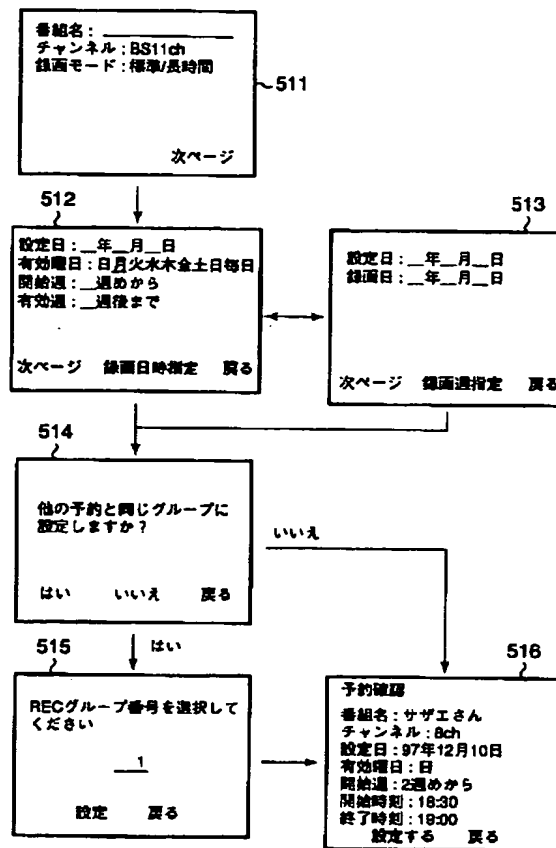 番組名：
チャンネル：BS11ch
録画モード：標準/長時間
次ページ
511
512
設定日：__年__月__日
有効曜日：日月火水木金土日毎日
開始週：__週めから
有効週：__週後まで
次ページ 録画日時指定 戻る
513
設定日：__年__月__日
録画日：__年__月__日
次ページ 録画週指定 戻る
514
他の予約と同じグループに
設定しますか？
はい いいえ 戻る
いいえ
はい
515
RECグループ番号を選択して
ください
1
設定 戻る
516
予約確認
番組名：サザエさん
チャンネル：8ch
設定日：97年12月10日
有効曜日：日
開始週：2週めから
開始時刻：18:30
終了時刻：19:00
設定する 戻る